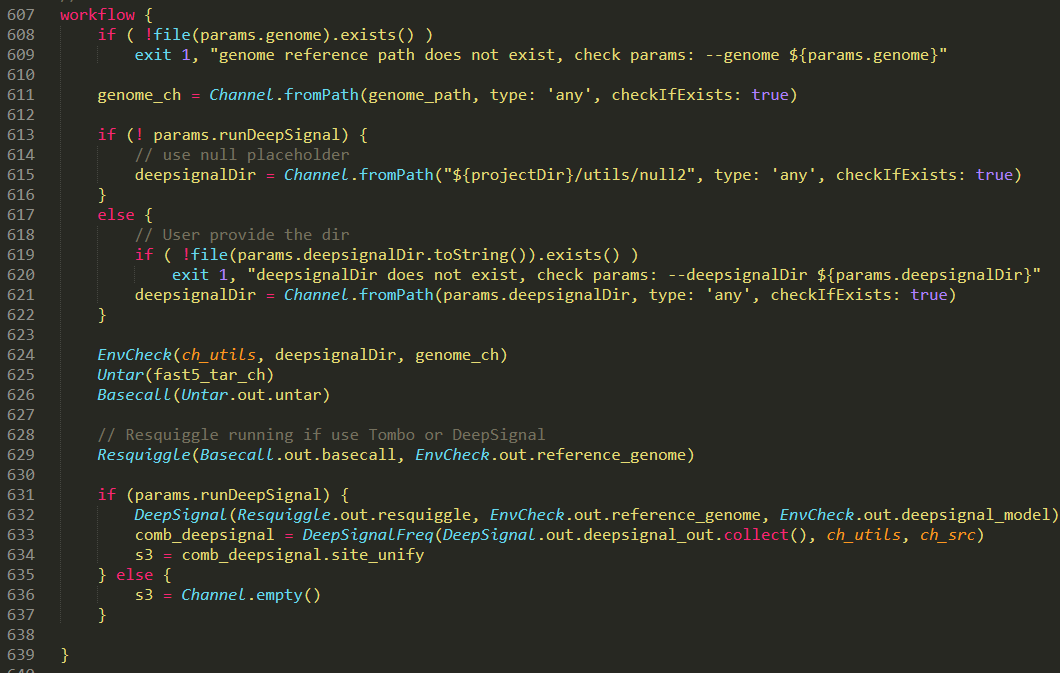 607 workflow {
608     if ( !file(params.genome).exists() )
609         exit 1, "genome reference path does not exist, check params: --genome ${params.genome}"
610
611     genome_ch = Channel.fromPath(genome_path, type: 'any', checkIfExists: true)
612
613     if (! params.runDeepSignal) {
614         // use null placeholder
615         deepsignalDir = Channel.fromPath("${projectDir}/utils/null2", type: 'any', checkIfExists: true)
616     }
617     else {
618         // User provide the dir
619         if ( !file(params.deepsignalDir.toString()).exists() )
620             exit 1, "deepsignalDir does not exist, check params: --deepsignalDir ${params.deepsignalDir}"
621         deepsignalDir = Channel.fromPath(params.deepsignalDir, type: 'any', checkIfExists: true)
622     }
623
624     EnvCheck(ch_utils, deepsignalDir, genome_ch)
625     Untar(fast5_tar_ch)
626     Basecall(Untar.out.untar)
627
628     // Resquiggle running if use Tombo or DeepSignal
629     Resquiggle(Basecall.out.basecall, EnvCheck.out.reference_genome)
630
631     if (params.runDeepSignal) {
632         DeepSignal(Resquiggle.out.resquiggle, EnvCheck.out.reference_genome, EnvCheck.out.deepsignal_model)
633         comb_deepsignal = DeepSignalFreq(DeepSignal.out.deepsignal_out.collect(), ch_utils, ch_src)
634         s3 = comb_deepsignal.site_unify
635     } else {
636         s3 = Channel.empty()
637     }
638
639 }